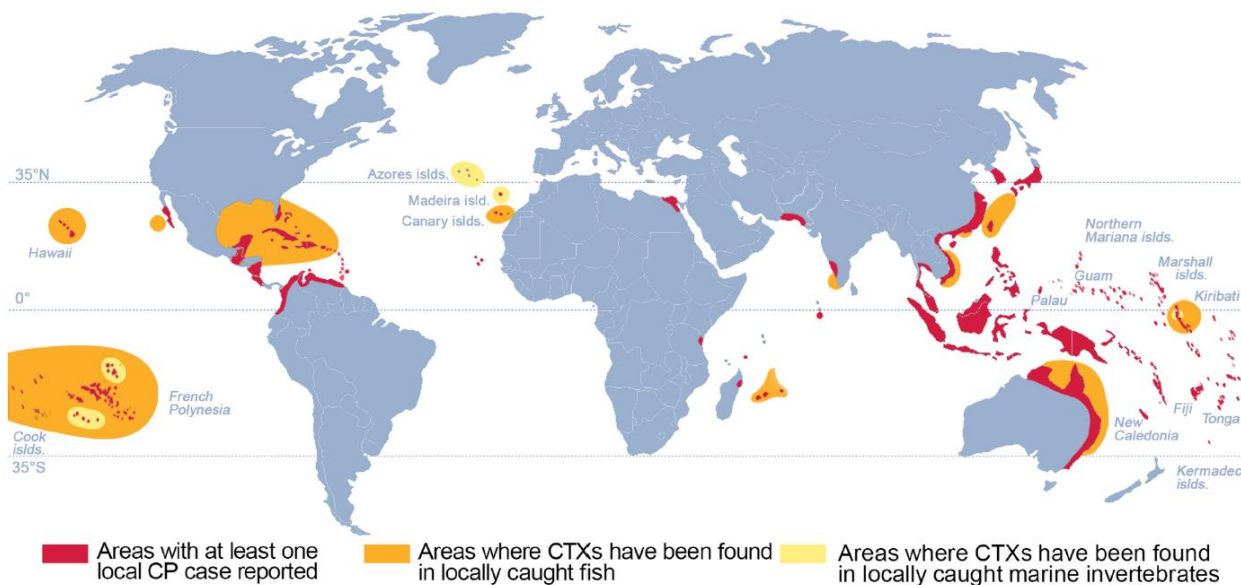 Azores islds.
35°N
Madeira isld.
Canary islds.
Northern
Mariana islds.
Hawaii
Marshall
islds.
Guam
Kiribati
0°
Palau
French
Polynesia
Fiji
Tonga
New
Caledonia
Cook
islds.
35°S
Kermadec
islds.
Areas with at least one
local CP case reported
Areas where CTXs have been found
in locally caught fish
Areas where CTXs have been found
in locally caught marine invertebrates